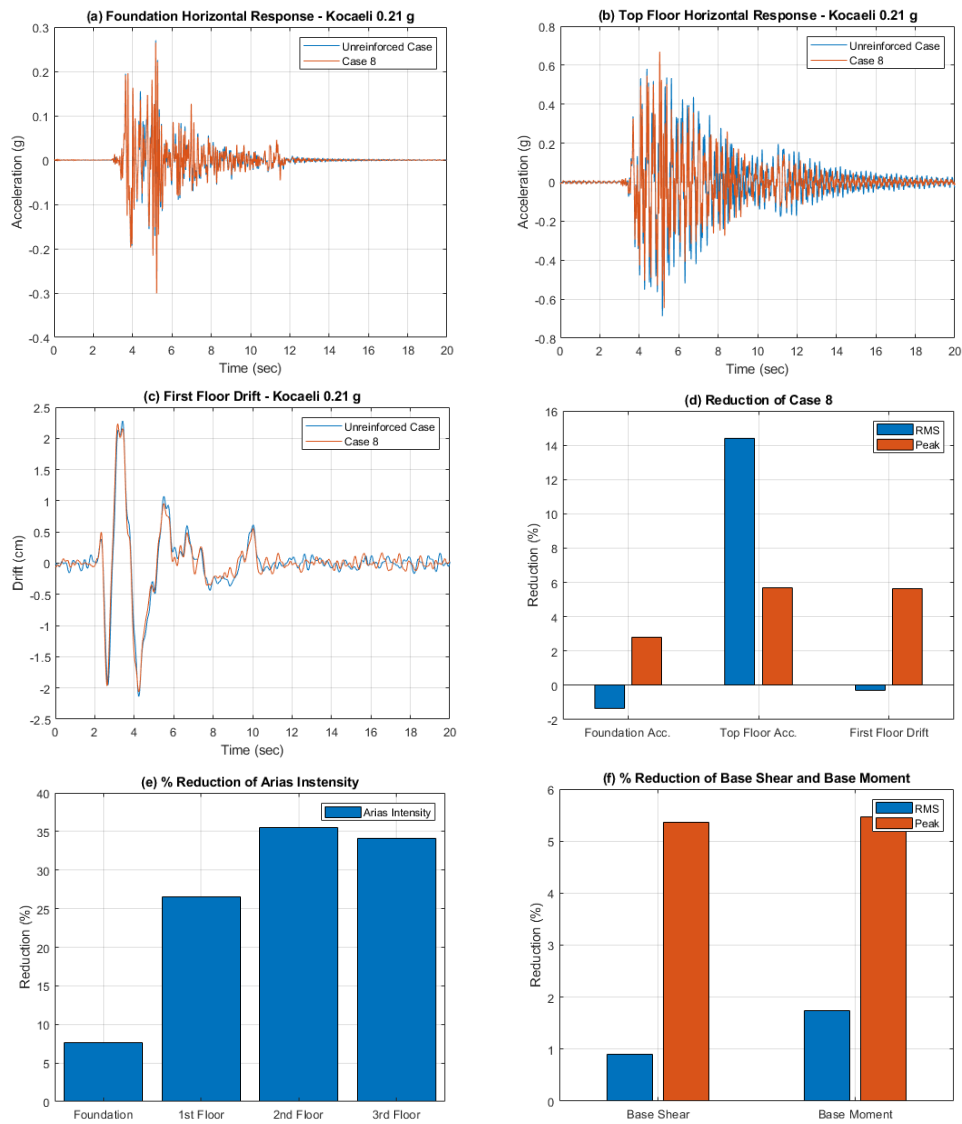 (a) Foundation Horizontal Response - Kocaeli 0.21 g
Unreinforced Case
Case 8
Acceleration (g)
0.3
0.2
0.1
0
-0.1
-0.2
-0.3
-0.4
0 2 4 6 8 10 12 14 16 18 20
Time (sec)
(b) Top Floor Horizontal Response - Kocaeli 0.21 g
Unreinforced Case
Case 8
Acceleration (g)
0.8
0.6
0.4
0.2
0
-0.2
-0.4
-0.6
-0.8
0 2 4 6 8 10 12 14 16 18 20
Time (sec)
(c) First Floor Drift - Kocaeli 0.21 g
Unreinforced Case
Case 8
Drift (cm)
2.5
2
1.5
1
0.5
0
-0.5
-1
-1.5
-2
-2.5
0 2 4 6 8 10 12 14 16 18 20
Time (sec)
(d) Reduction of Case 8
RMS
Peak
Reduction (%)
16
14
12
10
8
6
4
2
0
-2
Foundation Acc. Top Floor Acc. First Floor Drift
(e) % Reduction of Arias Instensity
Arias Intensity
Reduction (%)
40
35
30
25
20
15
10
5
0
Foundation 1st Floor 2nd Floor 3rd Floor
(f) % Reduction of Base Shear and Base Moment
RMS
Peak
Reduction (%)
6
5
4
3
2
1
0
Base Shear Base Moment